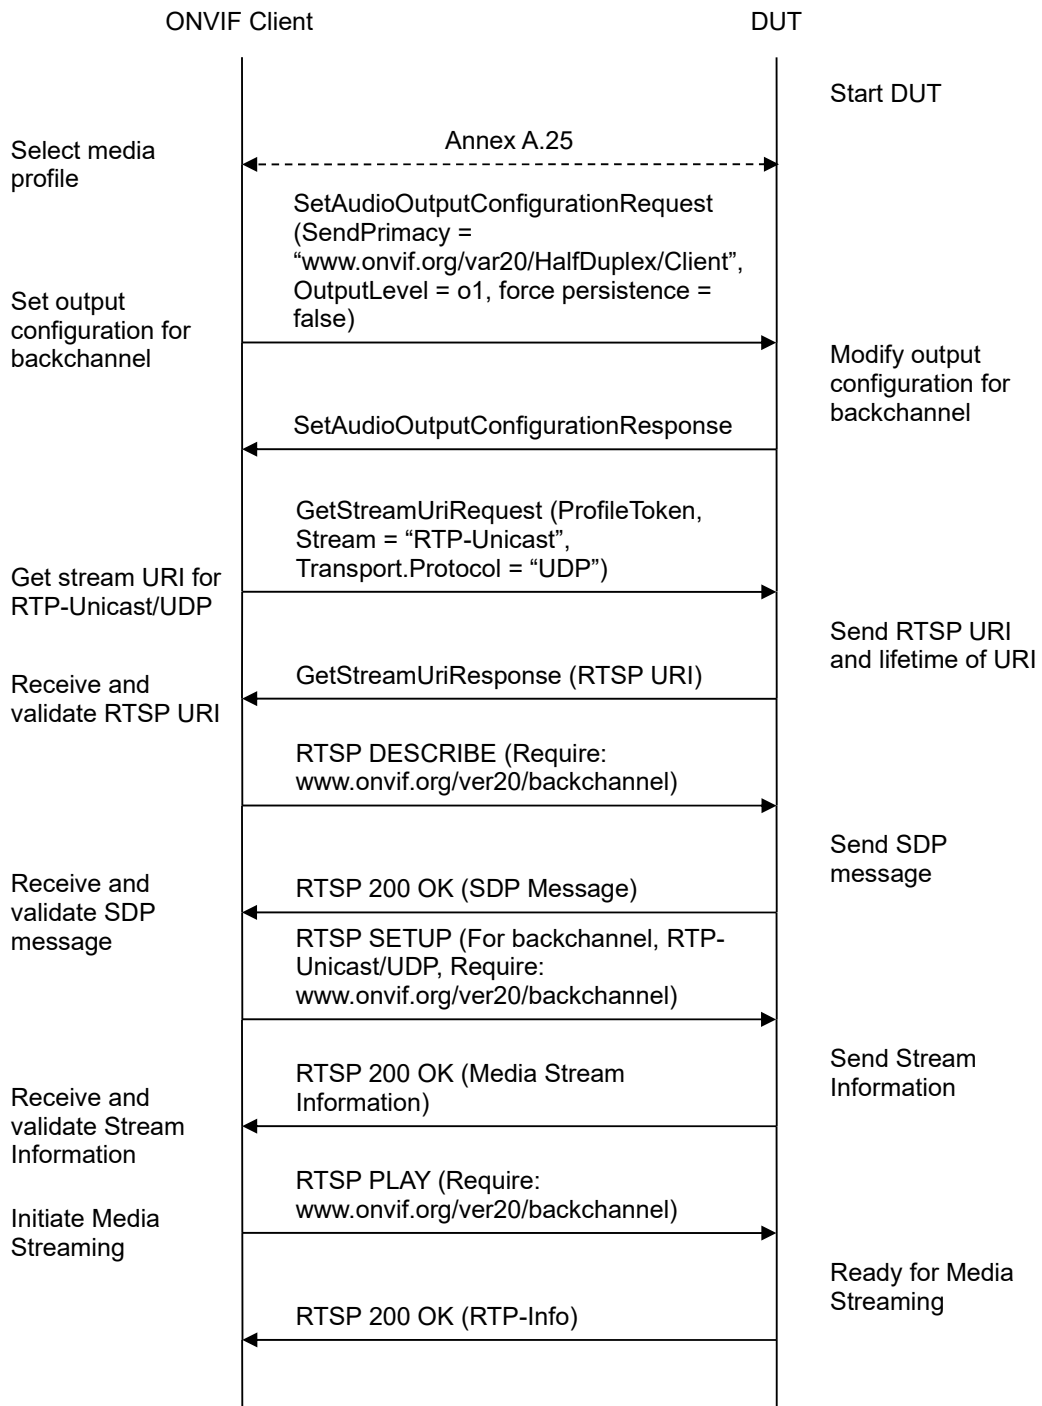 ONVIF Client
DUT
Start DUT
Annex A.25
Select media
profile
SetAudioOutputConfigurationRequest
(SendPrimacy =
“www.onvif.org/var20/HalfDuplex/Client”,
OutputLevel = o1, force persistence =
false)
Set output
configuration for
backchannel
Modify output
configuration for
backchannel
SetAudioOutputConfigurationResponse
GetStreamUriRequest (ProfileToken,
Stream = “RTP-Unicast”,
Transport.Protocol = “UDP”)
Get stream URI for
RTP-Unicast/UDP
Send RTSP URI
and lifetime of URI
GetStreamUriResponse (RTSP URI)
Receive and
validate RTSP URI
RTSP DESCRIBE (Require:
www.onvif.org/ver20/backchannel)
Send SDP
message
RTSP 200 OK (SDP Message)
Receive and
validate SDP
message
RTSP SETUP (For backchannel, RTP-
Unicast/UDP, Require:
www.onvif.org/ver20/backchannel)
Send Stream
Information
RTSP 200 OK (Media Stream
Information)
Receive and
validate Stream
Information
RTSP PLAY (Require:
www.onvif.org/ver20/backchannel)
Initiate Media
Streaming
Ready for Media
Streaming
RTSP 200 OK (RTP-Info)